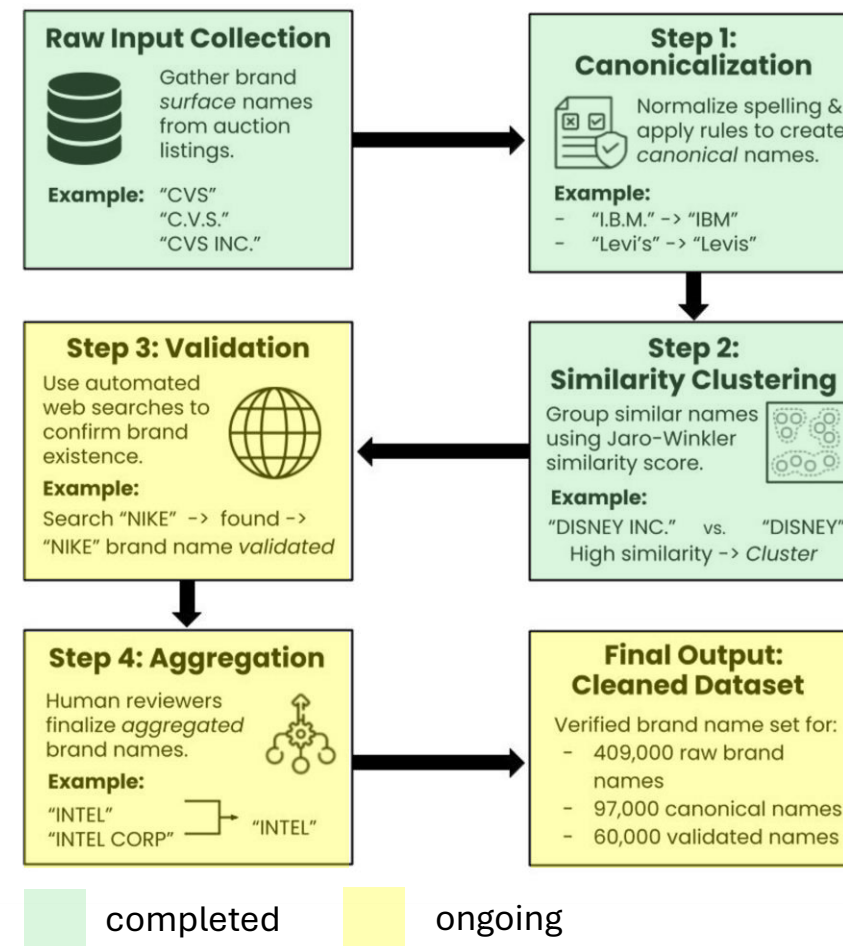 Raw Input Collection
Gather brand
surface names
from auction
listings.
Example: “CVS”
“C.V.S.”
“CVS INC.”
Step 1:
Canonicalization
Normalize spelling &
apply rules to create
canonical names.
Example:
- “I.B.M.” -> “IBM”
- “Levi’s” -> “Levis”
Step 2:
Similarity Clustering
Group similar names
using Jaro-Winkler
similarity score.
Example:
“DISNEY INC.” vs. “DISNEY”
High similarity -> Cluster
Step 3: Validation
Use automated
web searches to
confirm brand
existence.
Example:
Search “NIKE” -> found ->
“NIKE” brand name validated
Step 4: Aggregation
Human reviewers
finalize aggregated
brand names.
Example:
“INTEL”
“INTEL CORP”
“INTEL”
Final Output:
Cleaned Dataset
Verified brand name set for:
- 409,000 raw brand
names
- 97,000 canonical names
- 60,000 validated names
completed
ongoing